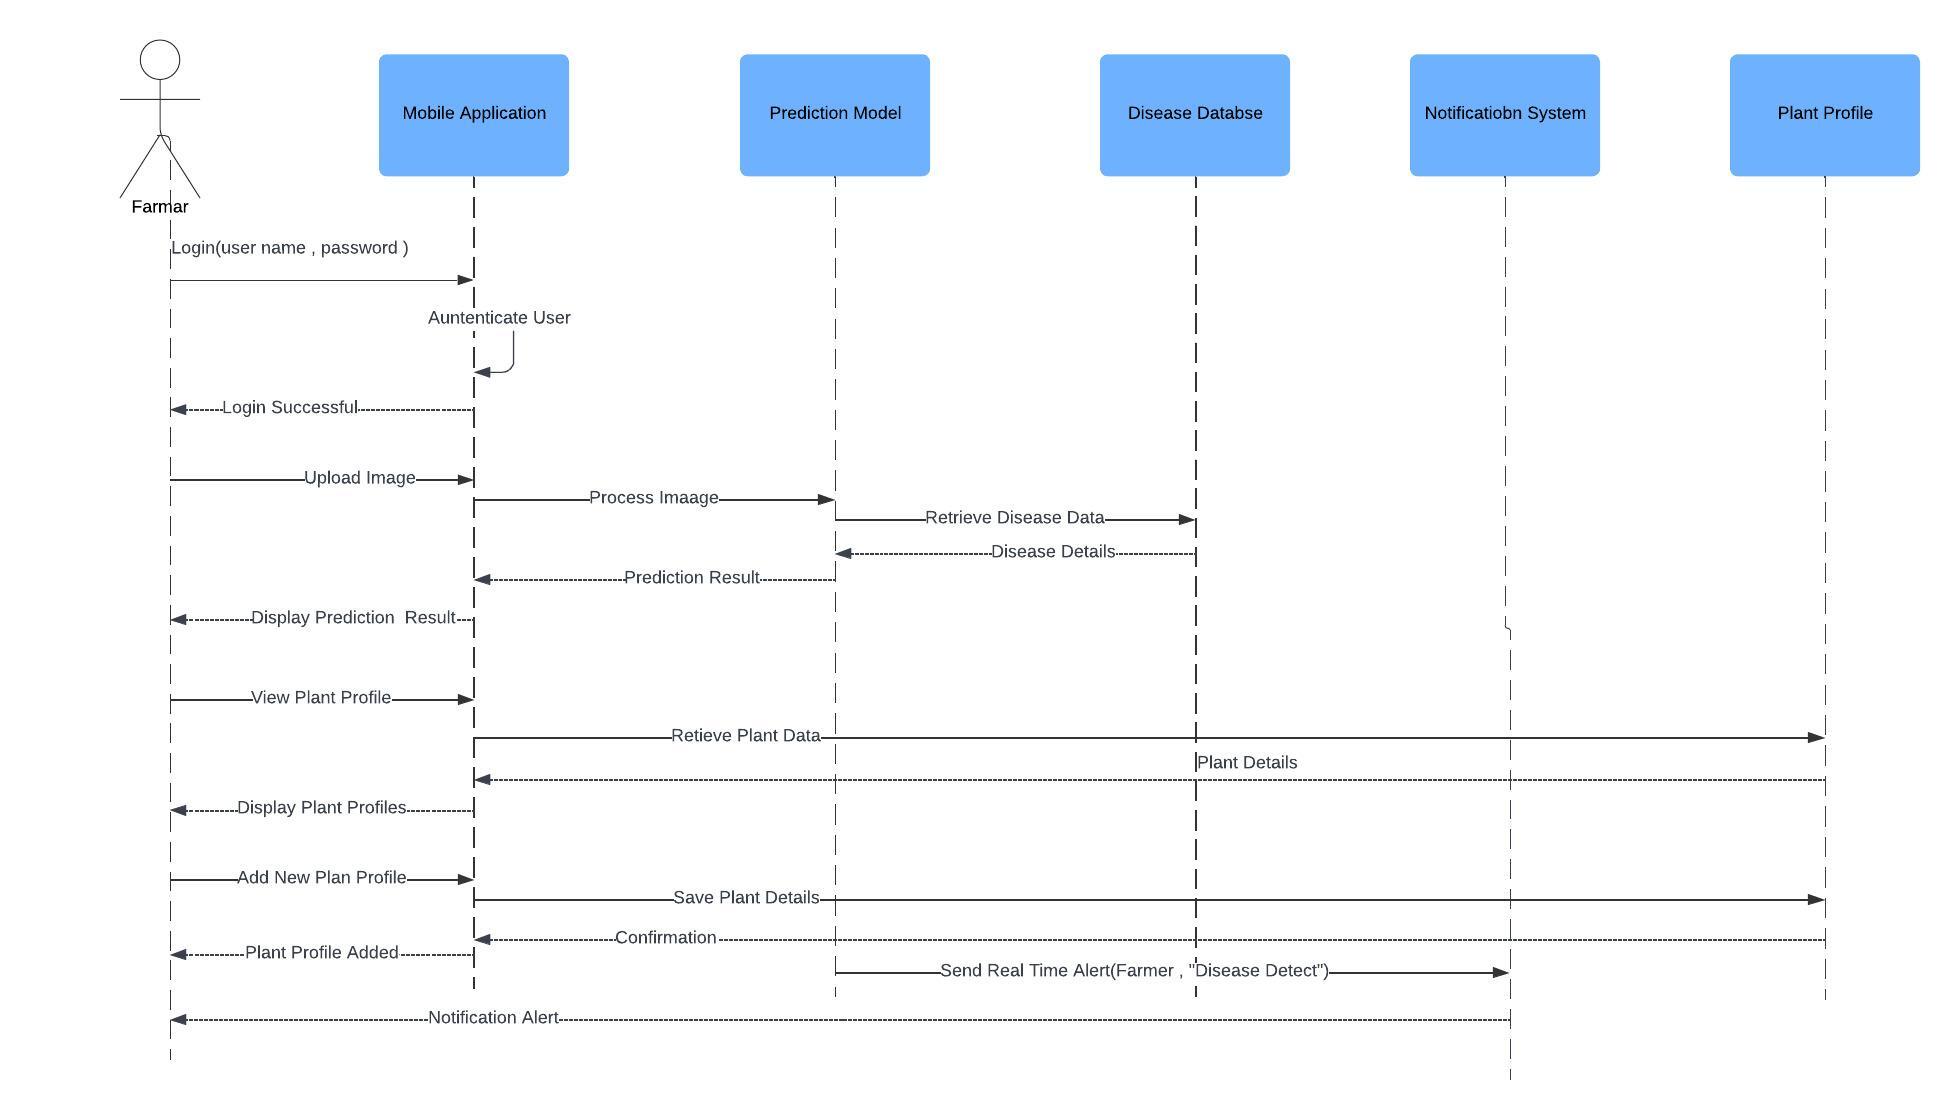 Mobile Application
Prediction Model
Disease Databse
Notificatiobn System
Plant Profile
Farmar
Login(user name , password )
Auntenticate User
Login Successful
Upload Image
Process Imaage
Retrieve Disease Data
Disease Details
Prediction Result
Display Prediction  Result
View Plant Profile
Retieve Plant Data
Plant Details
Display Plant Profiles
Add New Plan Profile
Save Plant Details
Confirmation
Plant Profile Added
Send Real Time Alert(Farmer , "Disease Detect")
Notification Alert